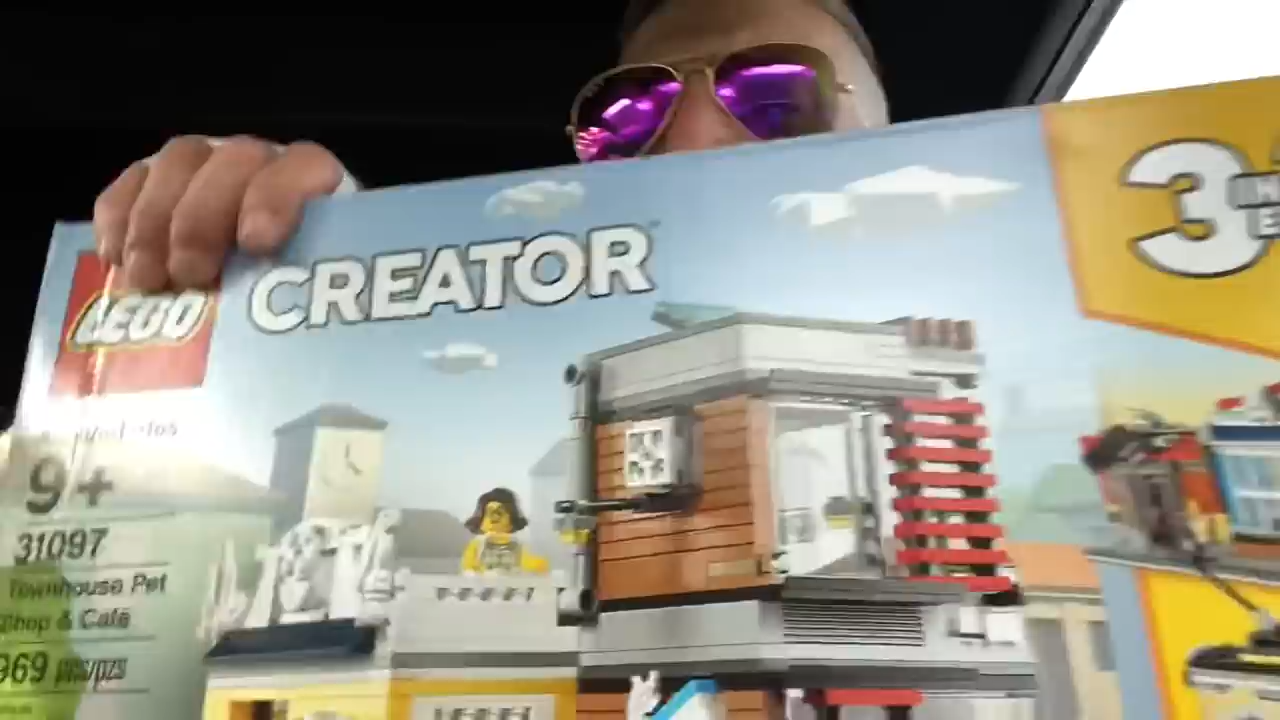 LEGO
CREATOR
3
9+
31097
Townhouse Pet
Shop & Café
969 pcs/pzs